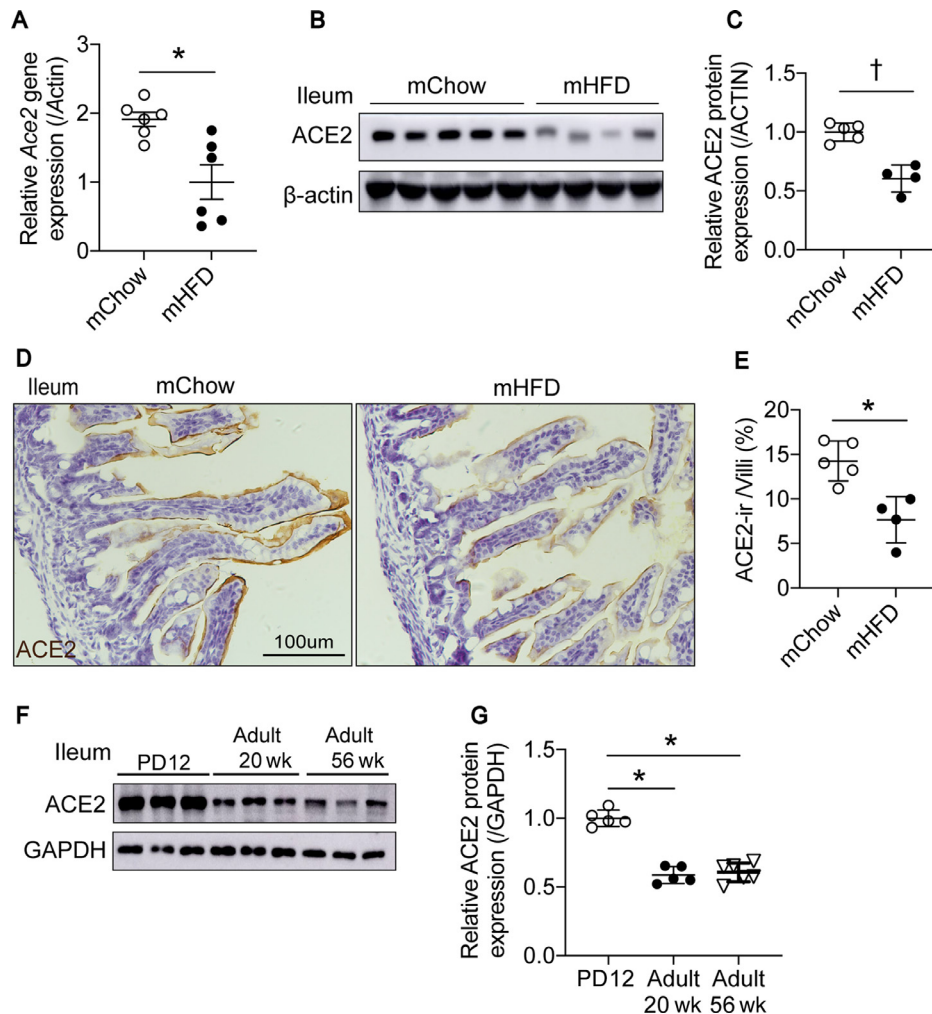 A
Relative Ace2 gene
expression (/Actin)
3
2
1
0
*
mChow
mHFD
B
Ileum
mChow
mHFD
ACE2
β-actin
C
Relative ACE2 protein
expression (/ACTIN)
1.5
1.0
0.5
0.0
†
mChow
mHFD
D
Ileum
mChow
mHFD
ACE2
100um
E
ACE2-ir /Villi (%)
20
15
10
5
0
*
mChow
mHFD
F
Ileum
PD12
Adult
20 wk
Adult
56 wk
ACE2
GAPDH
G
Relative ACE2 protein
expression (/GAPDH)
1.5
1.0
0.5
0.0
*
*
PD12
Adult
20 wk
Adult
56 wk